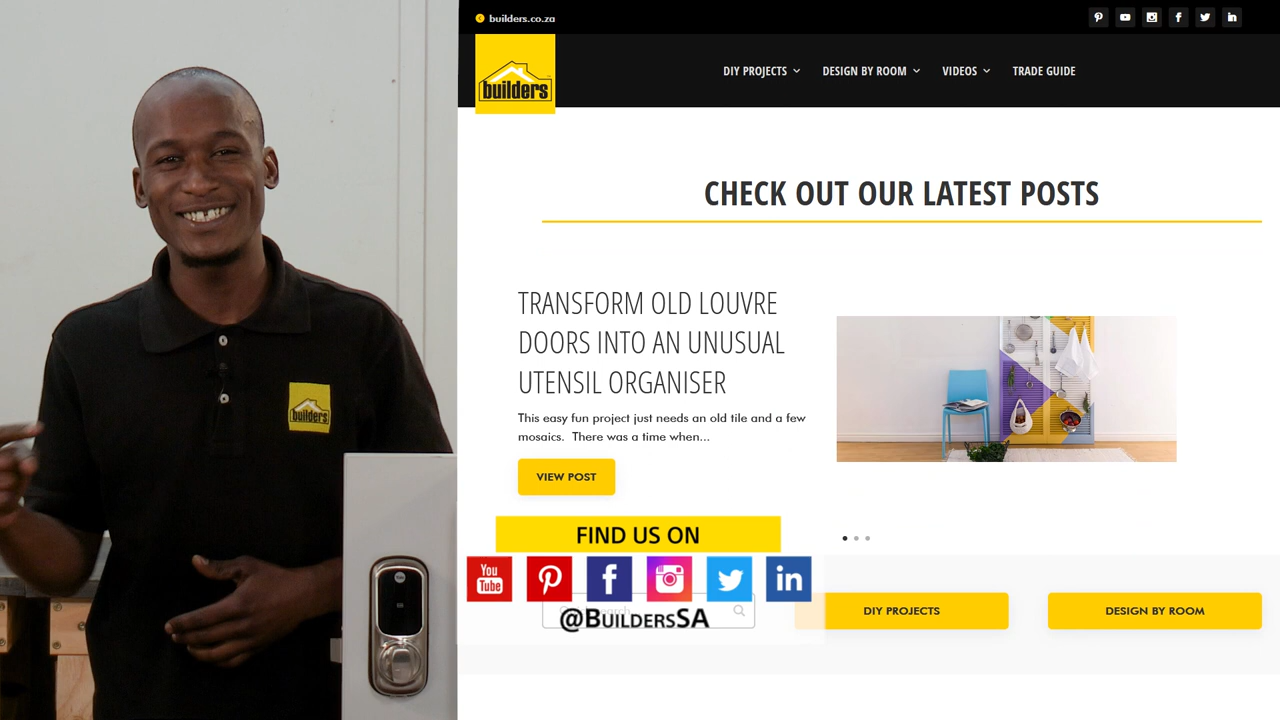 builders.co.za
builders
DIY PROJECTS
DESIGN BY ROOM
VIDEOS
TRADE GUIDE
CHECK OUT OUR LATEST POSTS
TRANSFORM OLD LOUVRE
DOORS INTO AN UNUSUAL
UTENSIL ORGANISER
This easy fun project just needs an old tile and a few
mosaics. There was a time when...
VIEW POST
FIND US ON
You
Tube
@BUILDERSSA
DIY PROJECTS
DESIGN BY ROOM
builders